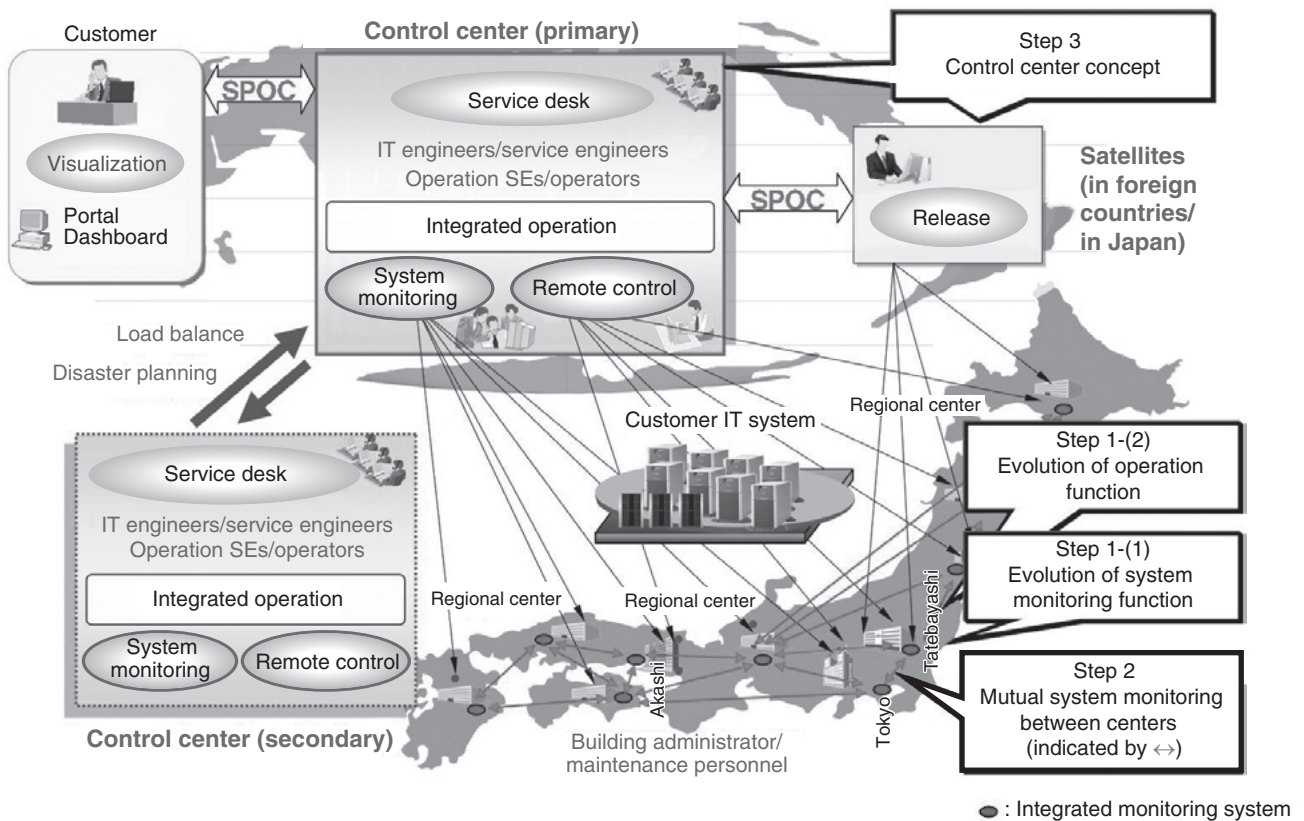 Customer
Visualization
Portal
Dashboard
SPOC
Control center (primary)
Service desk
IT engineers/service engineers
Operation SEs/operators
Integrated operation
System
monitoring
Remote control
SPOC
Step 3
Control center concept
Release
Satellites
(in foreign
countries/
in Japan)
Load balance
Disaster planning
Service desk
IT engineers/service engineers
Operation SEs/operators
Integrated operation
System
monitoring
Remote control
Control center (secondary)
Customer IT system
Regional center
Regional center
Regional center
Step 1-(2)
Evolution of operation
function
Step 1-(1)
Evolution of system
monitoring function
Step 2
Mutual system monitoring
between centers
(indicated by ↔)
Akashi
Tokyo
Tatebayashi
Building administrator/
maintenance personnel
: Integrated monitoring system